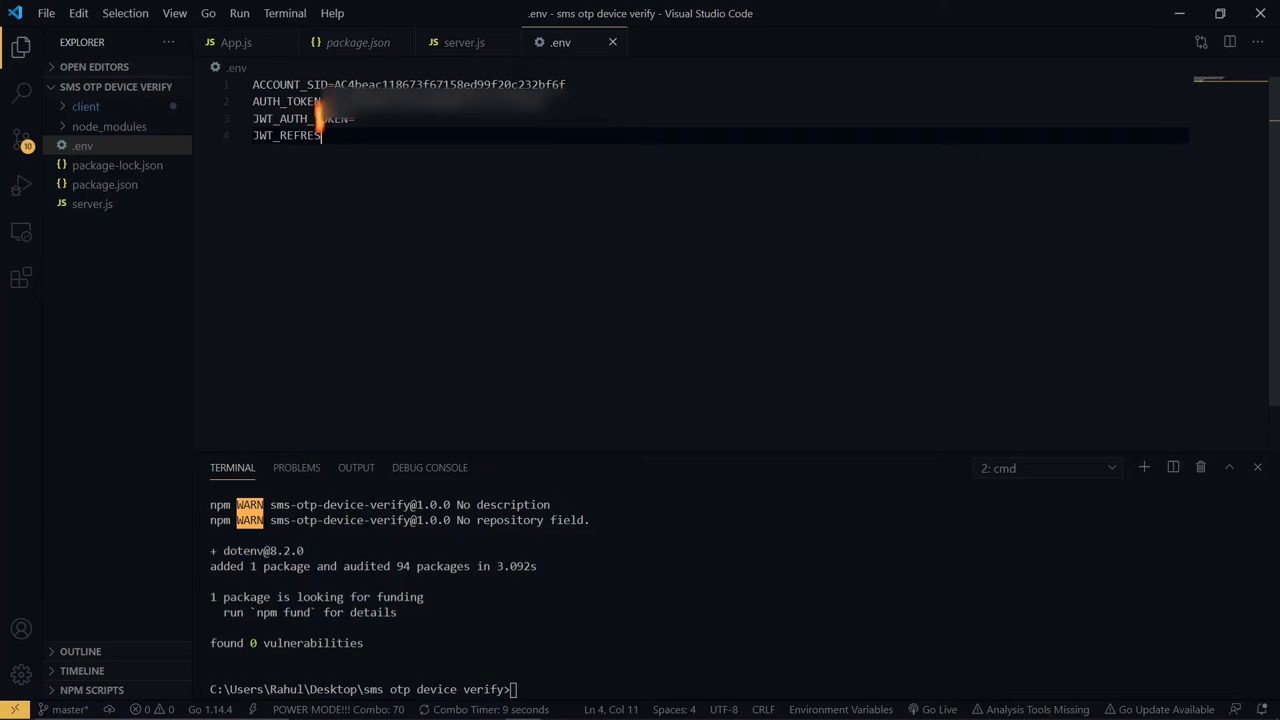 File Edit Selection View Go Run Terminal Help
.env - sms otp device verify - Visual Studio Code
EXPLORER
App.js
package.json
server.js
.env
OPEN EDITORS
SMS OTP DEVICE VERIFY
client
node_modules
.env
package-lock.json
package.json
server.js
10
.env
1 ACCOUNT_SID=AC4beac118673f67158ed99f20c232bf6f
2 AUTH_TOKEN
3 JWT_AUTH_TOKEN=
4 JWT_REFRES
TERMINAL PROBLEMS OUTPUT DEBUG CONSOLE
2: cmd
npm WARN sms-otp-device-verify@1.0.0 No description
npm WARN sms-otp-device-verify@1.0.0 No repository field.
+ dotenv@8.2.0
added 1 package and audited 94 packages in 3.092s
1 package is looking for funding
run `npm fund` for details
found 0 vulnerabilities
C:\Users\Rahul\Desktop\sms otp device verify>
OUTLINE
TIMELINE
NPM SCRIPTS
master* 0 0 Go 1.14.4 POWER MODE!!! Combo: 70 Combo Timer: 9 seconds Ln 4, Col 11 Spaces: 4 UTF-8 CRLF Environment Variables Go Live Analysis Tools Missing Go Update Available